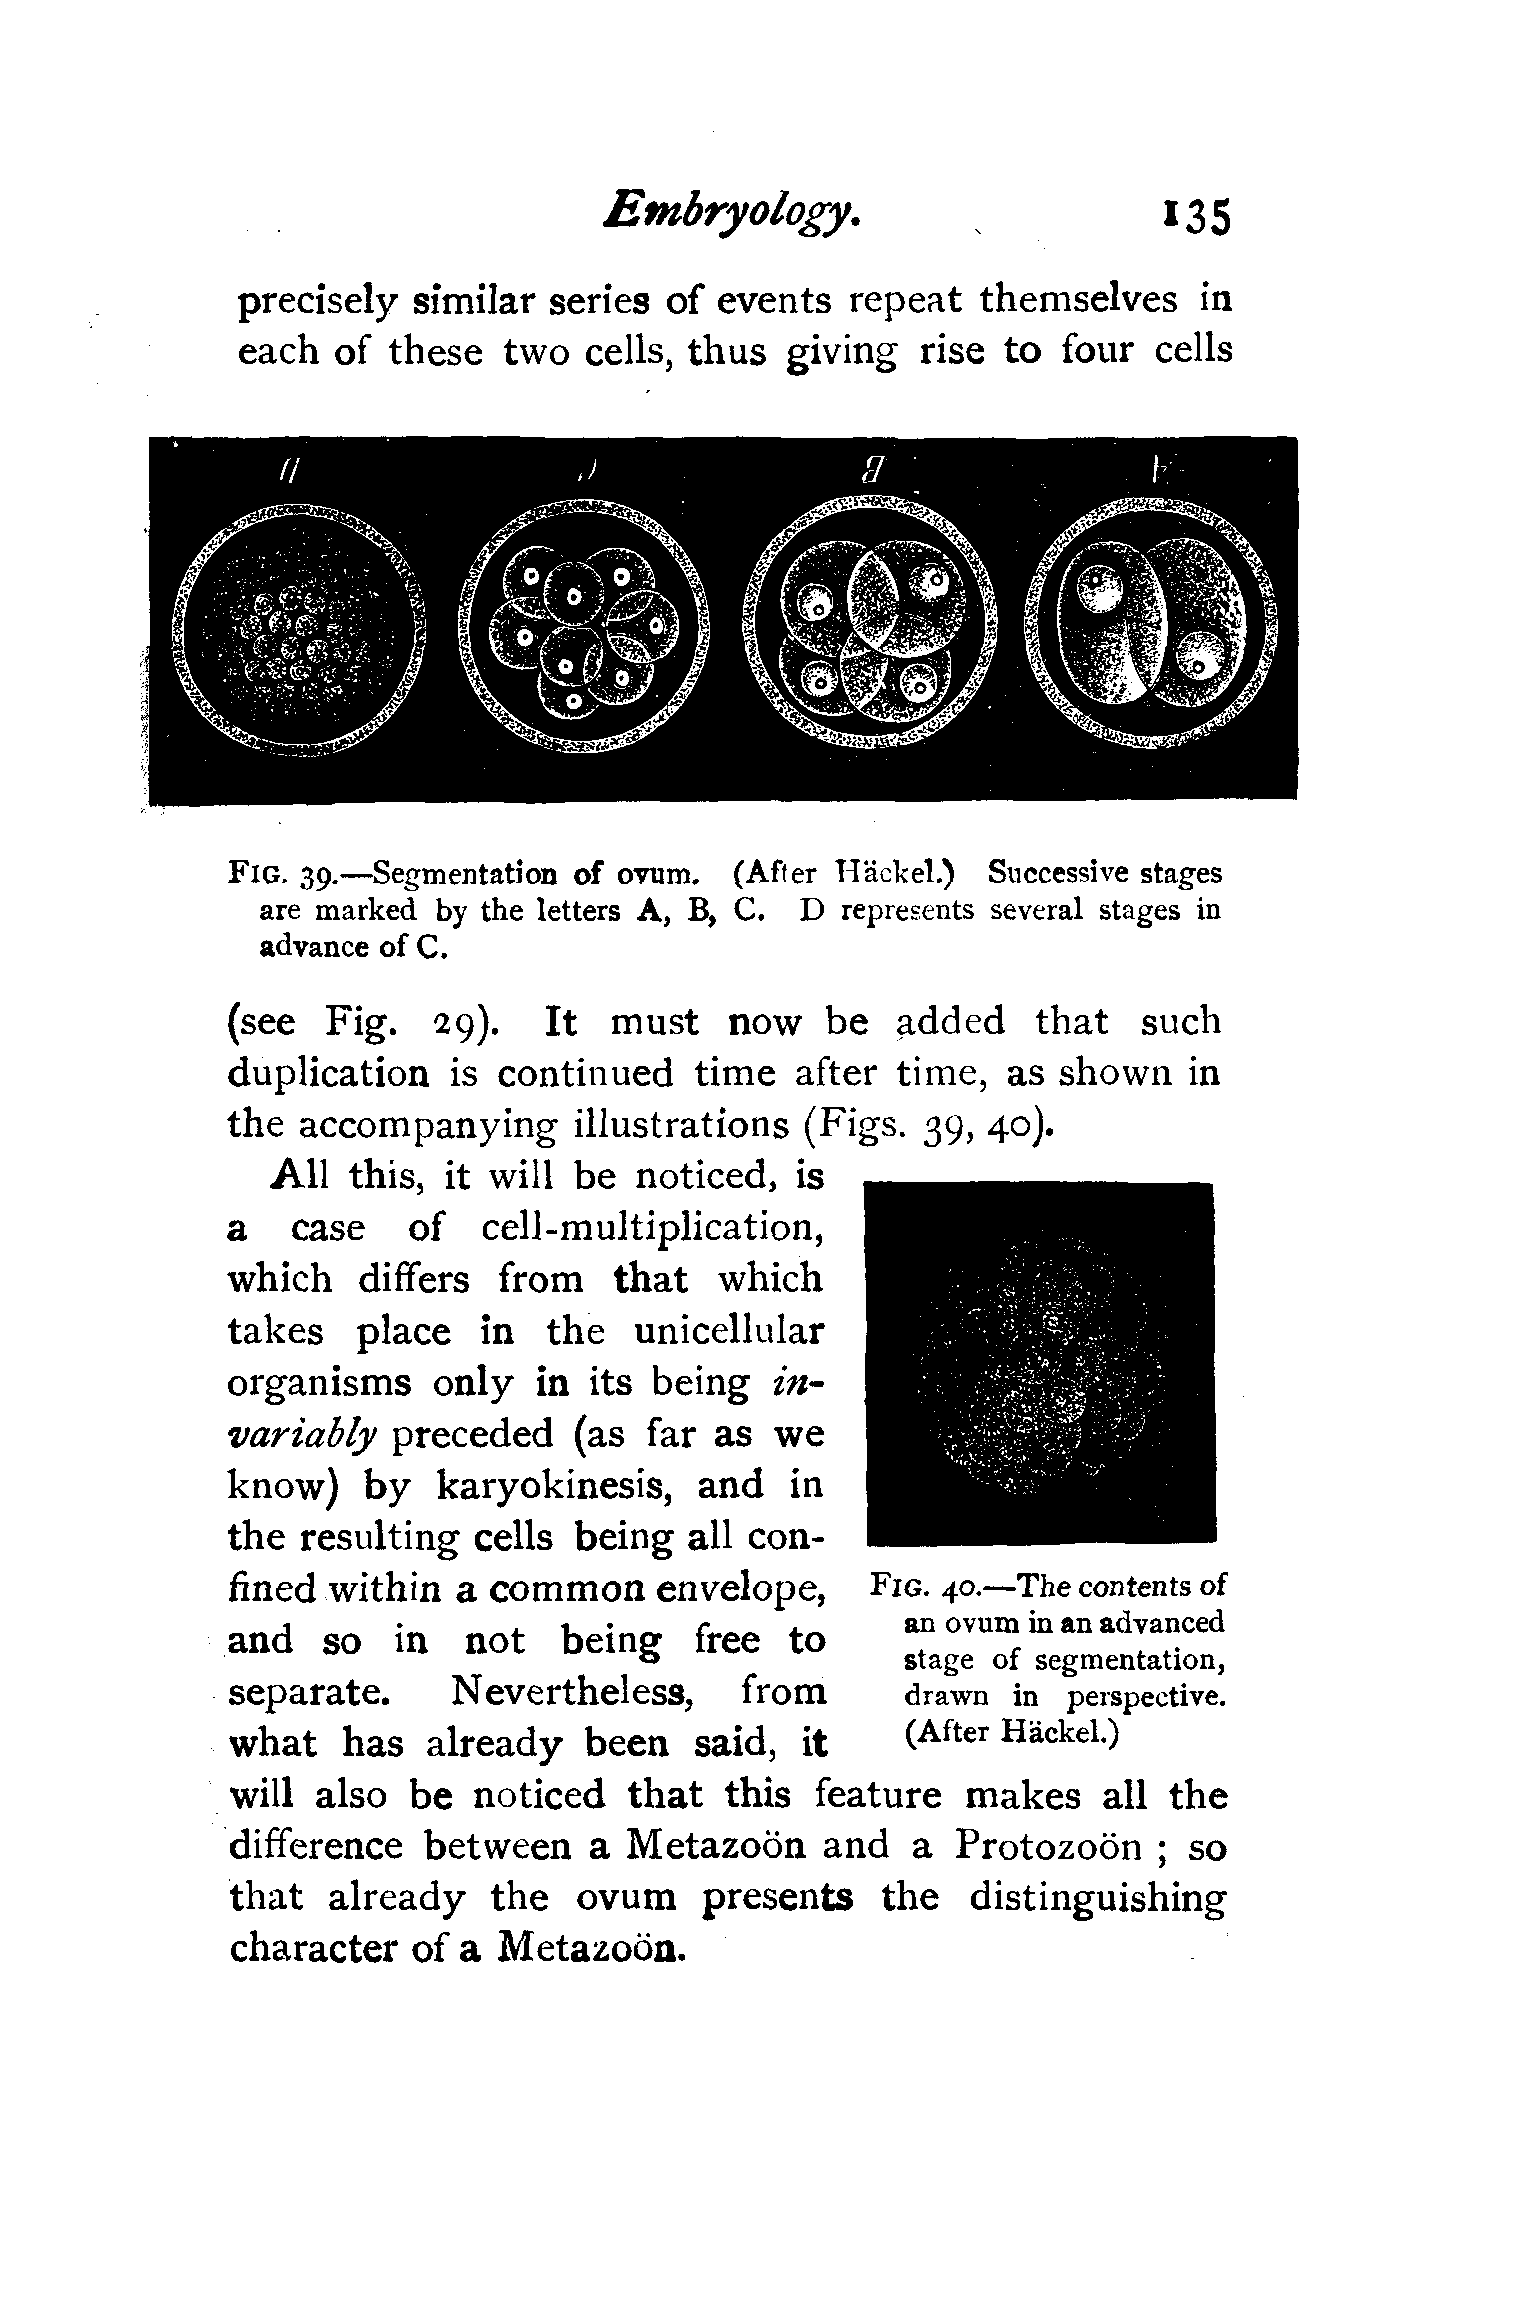 Embryology. 135
precisely similar series of events repeat themselves in
each of these two cells, thus giving rise to four cells
B
FIG. 39.—Segmentation of ovum. (After Häckel.) Successive stages
are marked by the letters A, B, C. D represents several stages in
advance of C.
(see Fig. 29). It must now be added that such
duplication is continued time after time, as shown in
the accompanying illustrations (Figs. 39, 40).
All this, it will be noticed, is
a case of cell-multiplication,
which differs from that which
takes place in the unicellular
organisms only in its being in-
variably preceded (as far as we
know) by karyokinesis, and in
the resulting cells being all con-
fined within a common envelope,
and so in not being free to
separate. Nevertheless, from
what has already been said, it
FIG. 40.—The contents of
an ovum in an advanced
stage of segmentation,
drawn in perspective.
(After Häckel.)
will also be noticed that this feature makes all the
difference between a Metazoön and a Protozoön ; so
that already the ovum presents the distinguishing
character of a Metazoön.